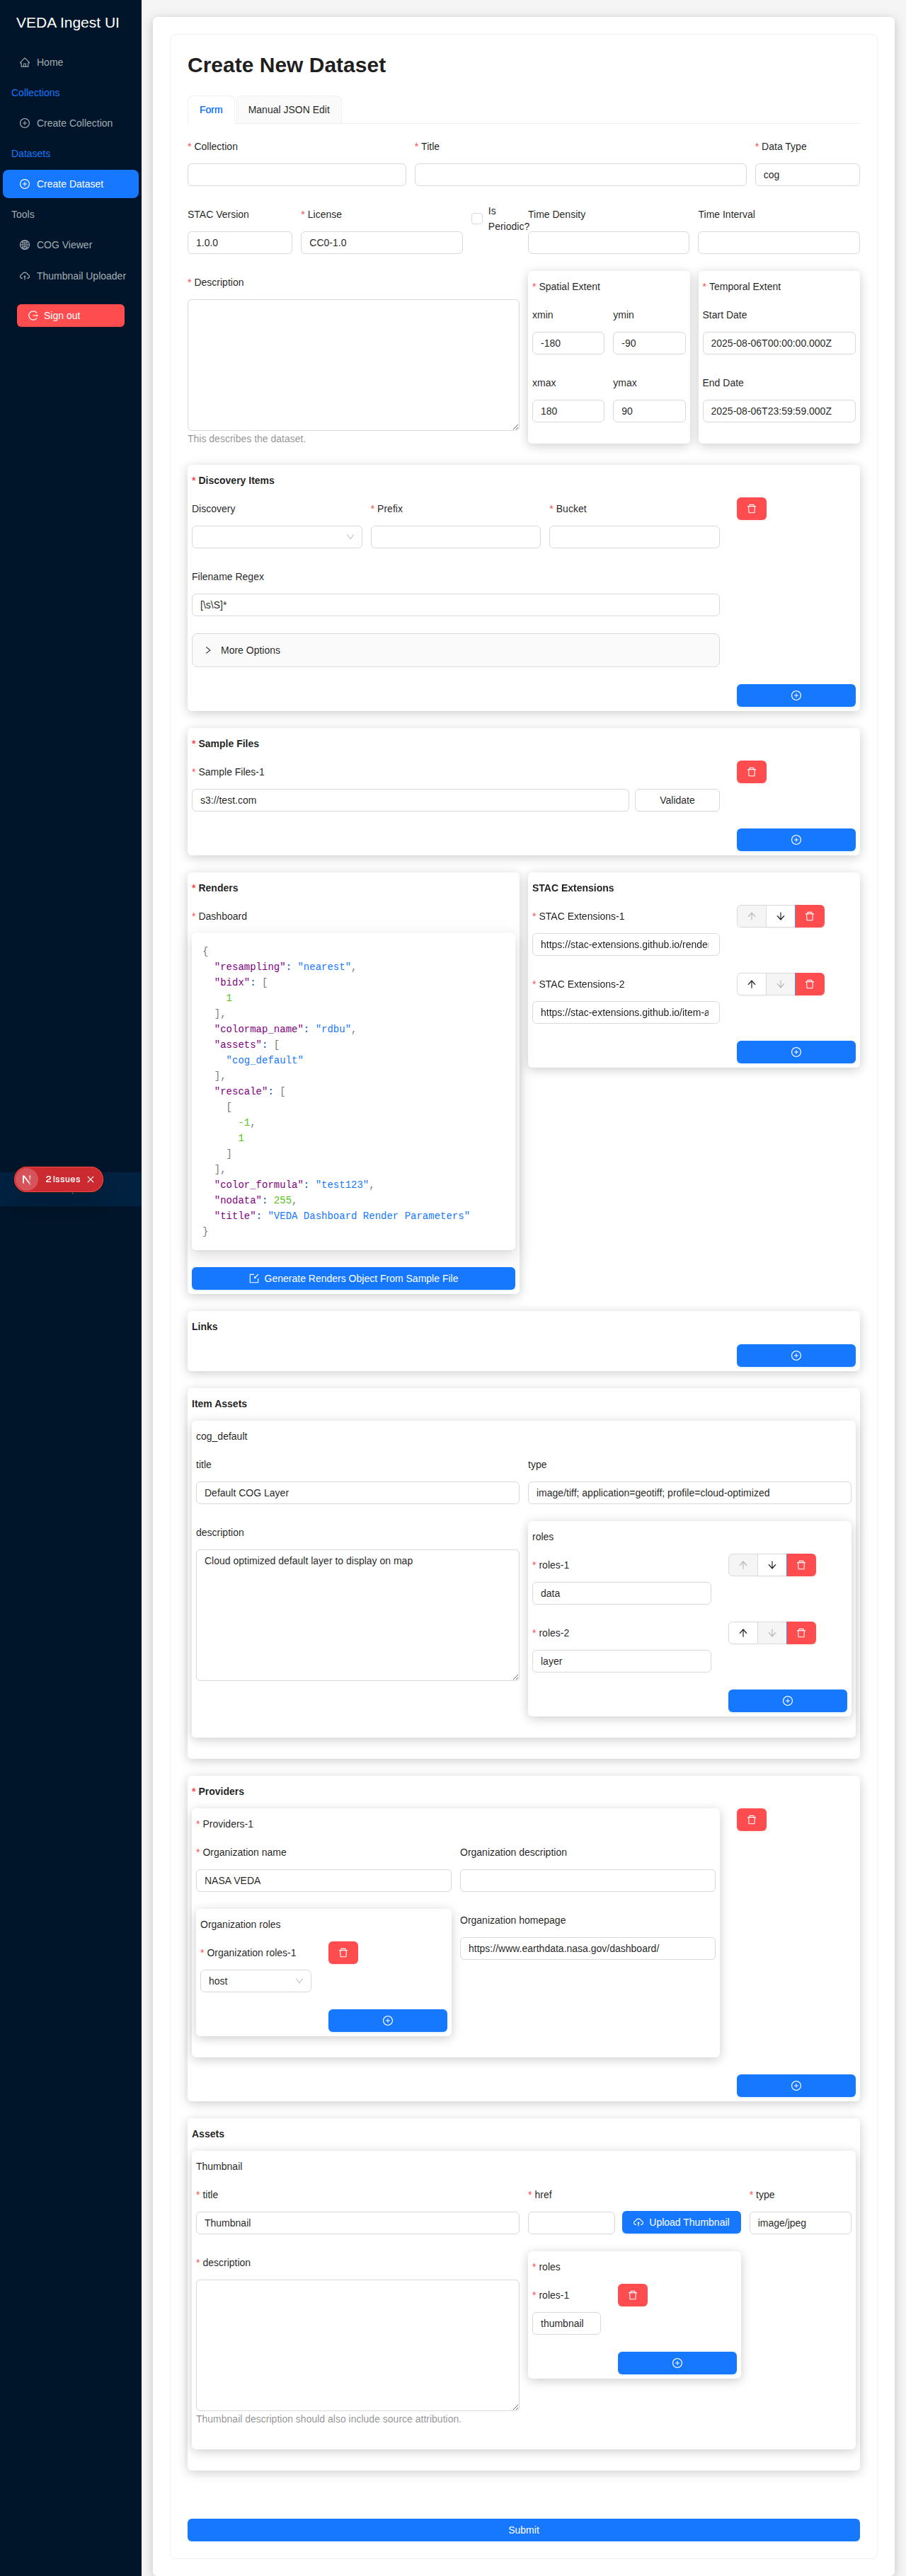 VEDA Ingest UI
Home
Collections
Create Collection
Datasets
Create Dataset
Tools
COG Viewer
Thumbnail Uploader
Sign out
2 Issues
Create New Dataset
Form
Manual JSON Edit
* Collection
* Title
* Data Type
cog
STAC Version
* License
Is
Periodic?
Time Density
Time Interval
1.0.0
CC0-1.0
* Description
This describes the dataset.
* Spatial Extent
xmin
ymin
-180
-90
xmax
ymax
180
90
* Temporal Extent
Start Date
2025-08-06T00:00:00.000Z
End Date
2025-08-06T23:59:59.000Z
* Discovery Items
Discovery
* Prefix
* Bucket
Filename Regex
[\s\S]*
More Options
* Sample Files
* Sample Files-1
s3://test.com
Validate
* Renders
* Dashboard
{
"resampling": "nearest",
"bidx": [
1
],
"colormap_name": "rdbu",
"assets": [
"cog_default"
],
"rescale": [
[
-1,
1
]
],
"color_formula": "test123",
"nodata": 255,
"title": "VEDA Dashboard Render Parameters"
}
Generate Renders Object From Sample File
STAC Extensions
* STAC Extensions-1
https://stac-extensions.github.io/rende
* STAC Extensions-2
https://stac-extensions.github.io/item-a
Links
Item Assets
cog_default
title
type
Default COG Layer
image/tiff; application=geotiff; profile=cloud-optimized
description
Cloud optimized default layer to display on map
roles
* roles-1
data
* roles-2
layer
* Providers
* Providers-1
* Organization name
Organization description
NASA VEDA
Organization roles
* Organization roles-1
host
Organization homepage
https://www.earthdata.nasa.gov/dashboard/
Assets
Thumbnail
* title
* href
* type
Thumbnail
Upload Thumbnail
image/jpeg
* description
Thumbnail description should also include source attribution.
* roles
* roles-1
thumbnail
Submit